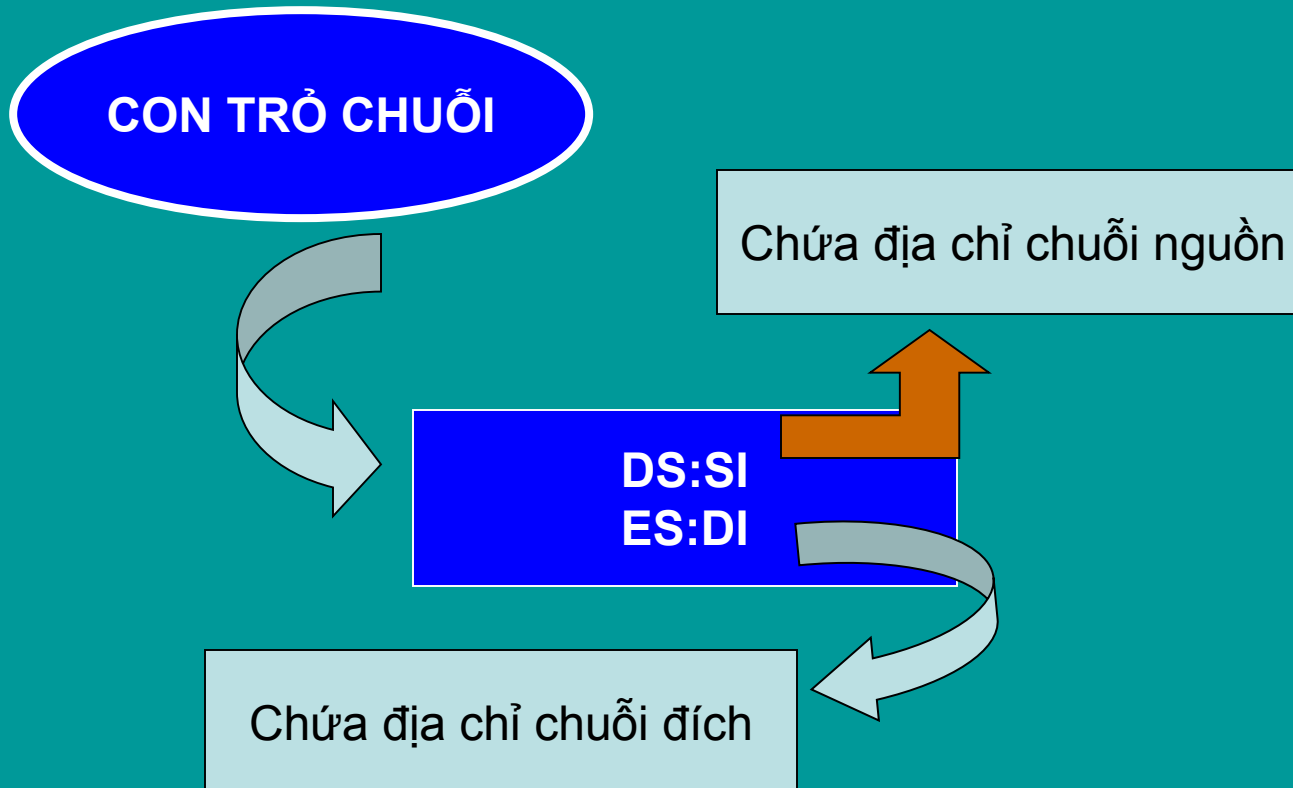 CON TRỎ CHUỖI
Chứa địa chỉ chuỗi nguồn
DS:SI
ES:DI
Chứa địa chỉ chuỗi đích